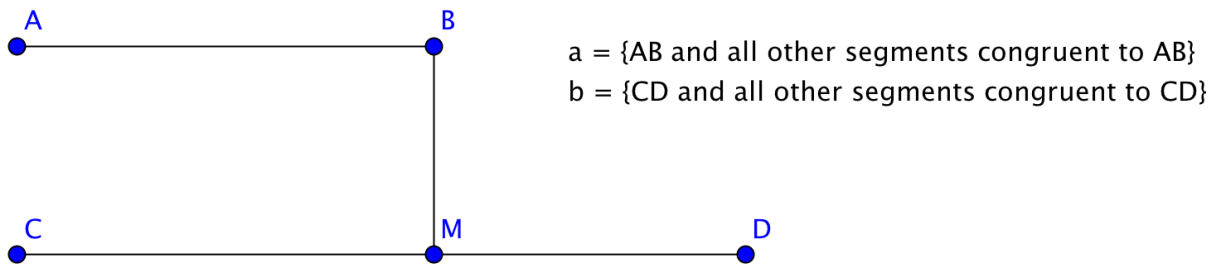 A
B
a = {AB and all other segments congruent to AB}
b = {CD and all other segments congruent to CD}
C
M
D